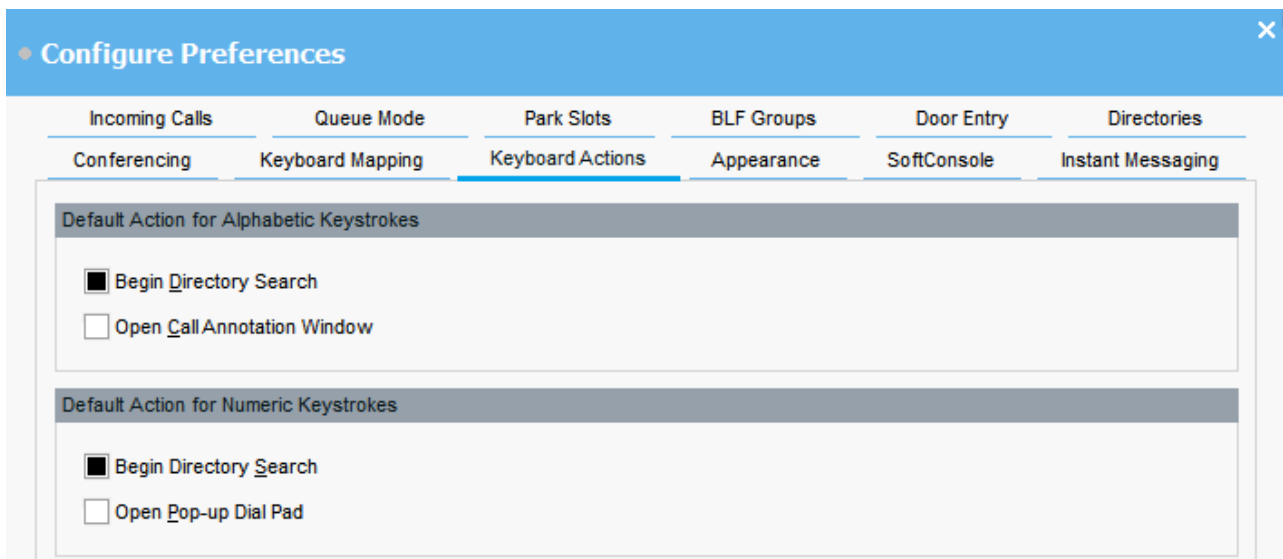 Configure Preferences
Incoming Calls Queue Mode Park Slots BLF Groups Door Entry Directories
Conferencing Keyboard Mapping Keyboard Actions Appearance SoftConsole Instant Messaging
Default Action for Alphabetic Keystrokes
Begin Directory Search
Open Call Annotation Window
Default Action for Numeric Keystrokes
Begin Directory Search
Open Pop-up Dial Pad